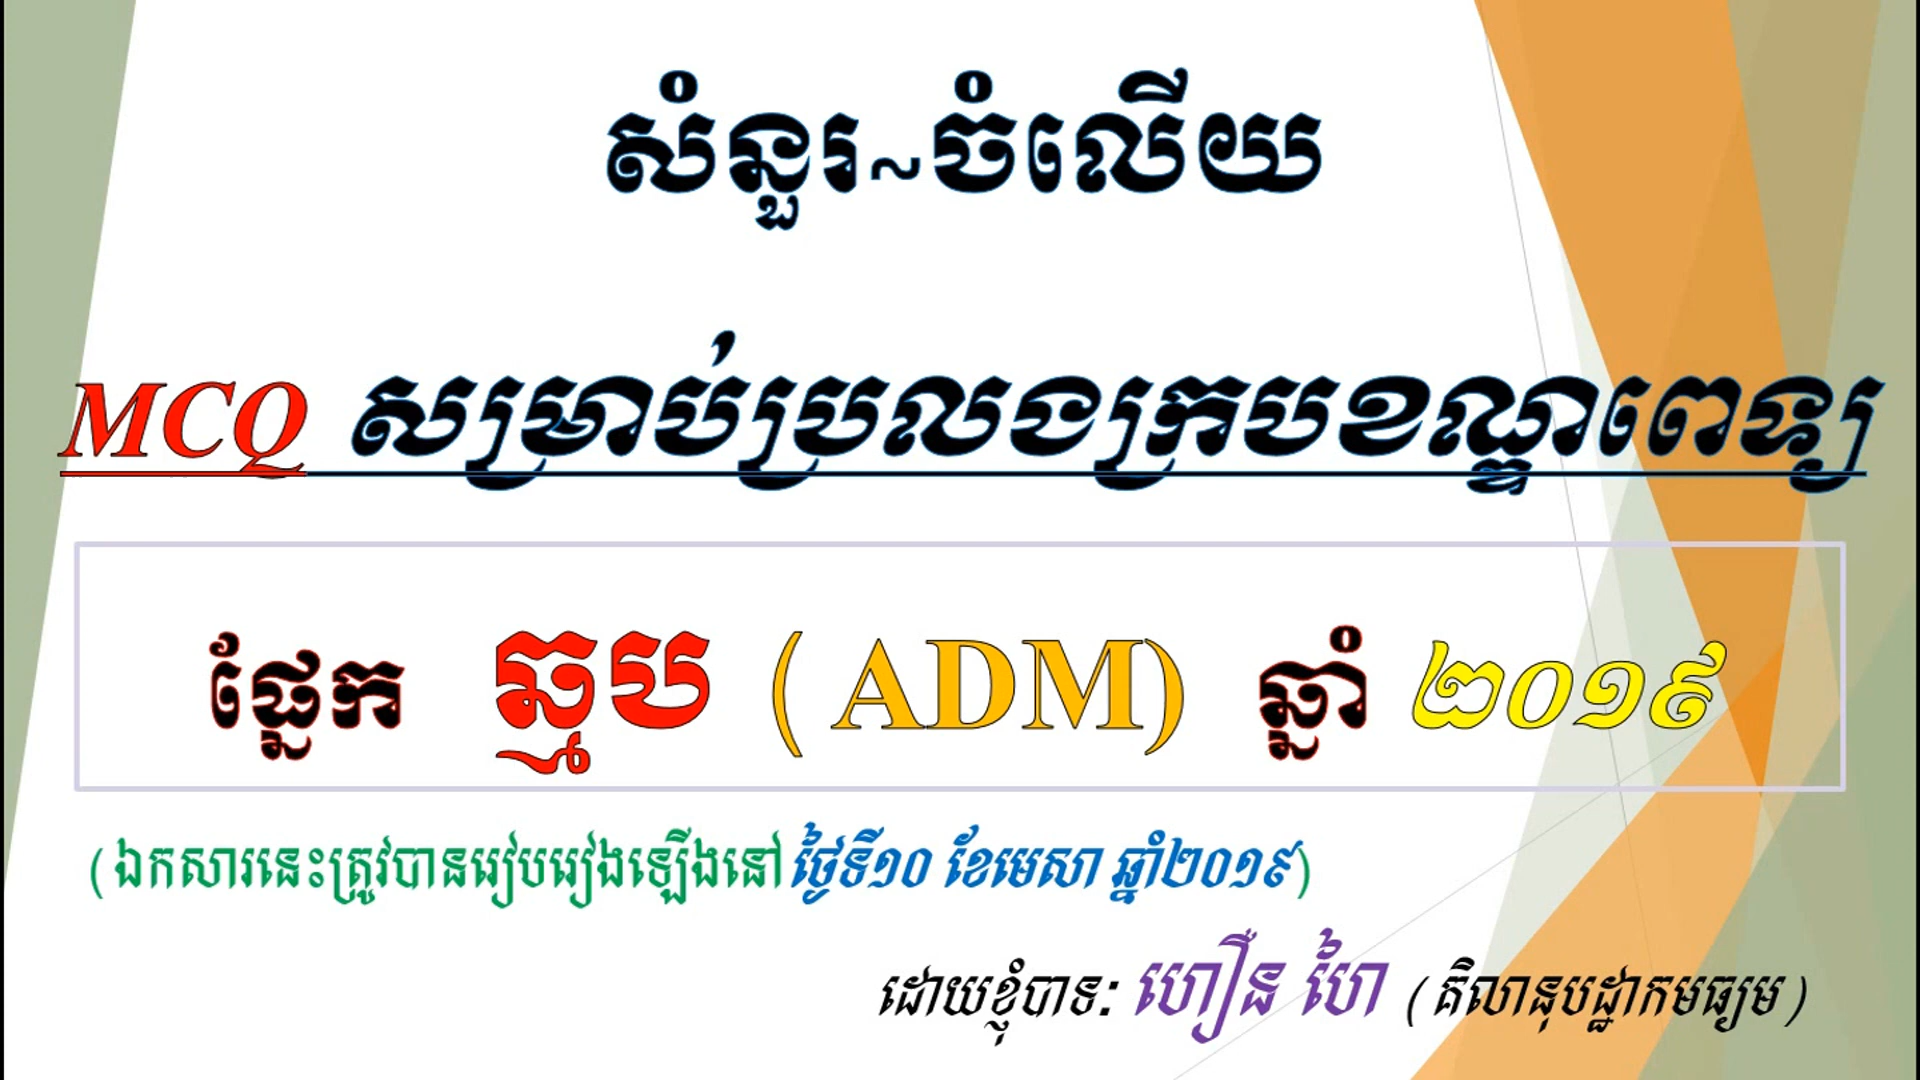 សំនួរ~ចំលើយ
MCQ សម្រាប់ប្រលងក្របខណ្ឌពេទ្យ
ផ្នែក ឆ្មប ( ADM) ឆ្នាំ ២០១៩
(ឯកសារនេះត្រូវបានរៀបរៀងឡើងនៅ ថ្ងៃទី១០ ខែមេសា ឆ្នាំ២០១៩)
ដោយខ្ញុំបាទ: ហឿន ហៃ (គិលានុបដ្ឋាកមធ្យម)